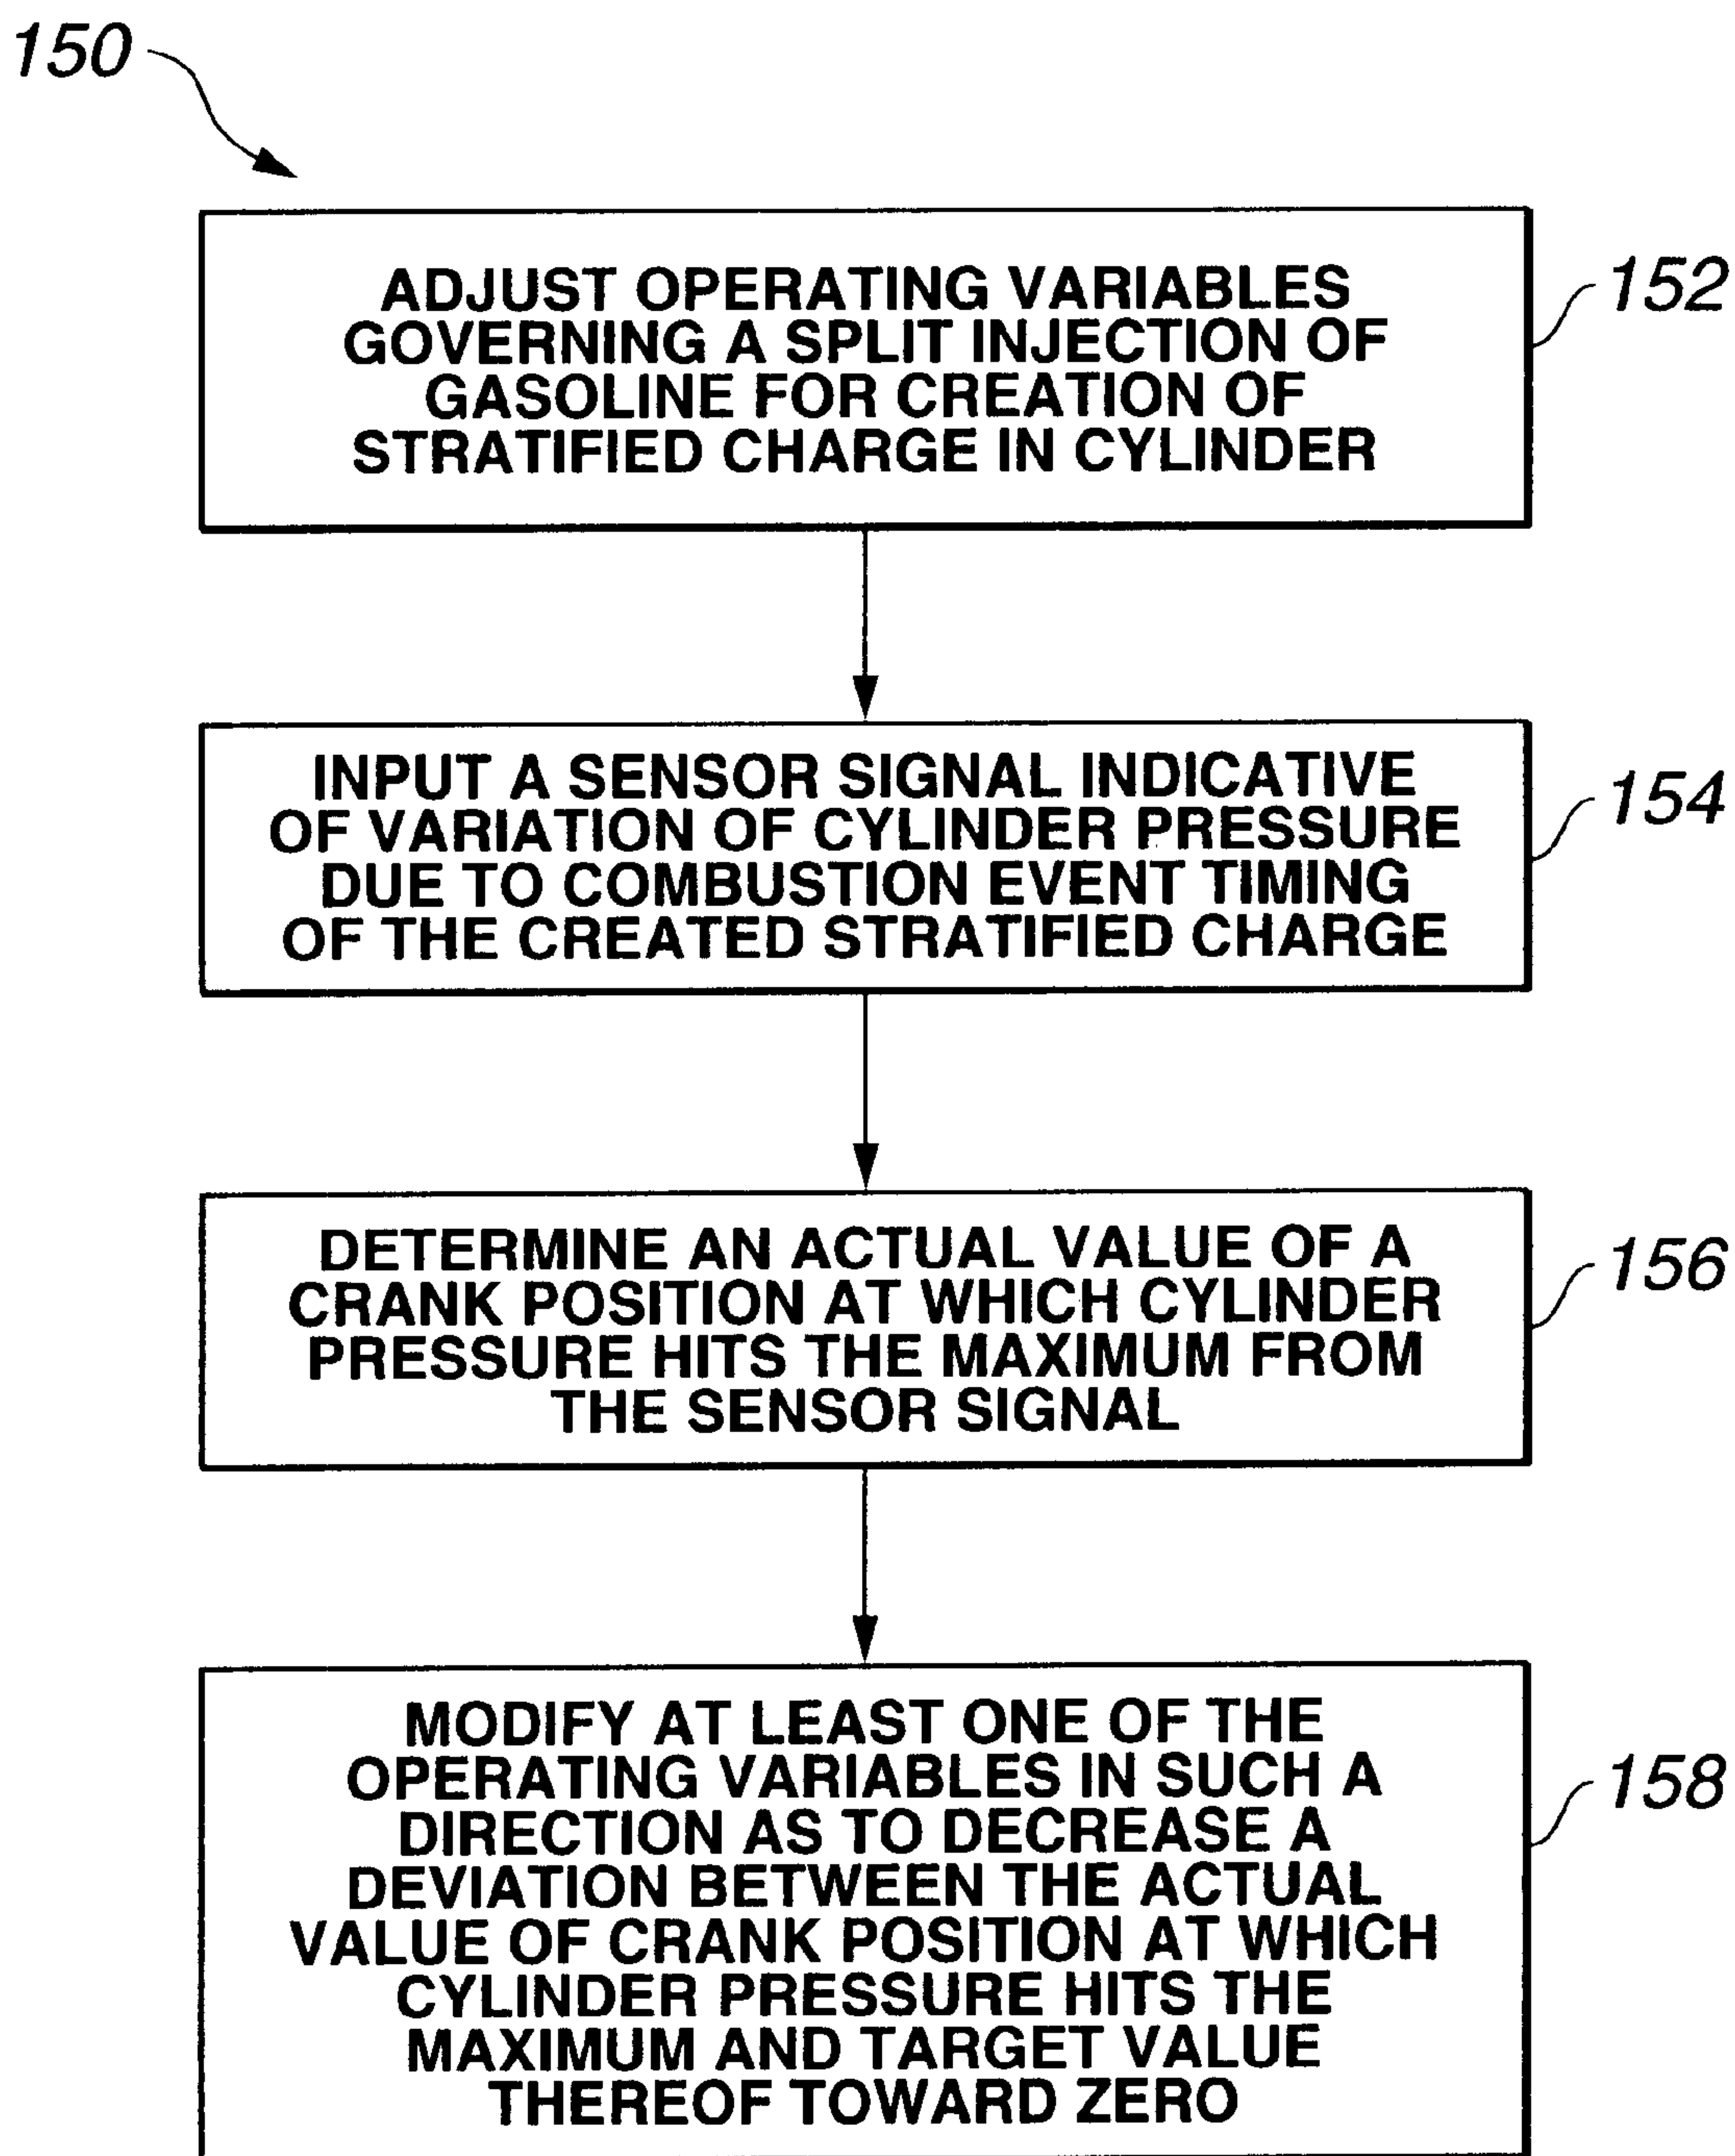 150
152
ADJUST OPERATING VARIABLES
GOVERNING A SPLIT INJECTION OF
GASOLINE FOR CREATION OF
STRATIFIED CHARGE IN CYLINDER
154
INPUT A SENSOR SIGNAL INDICATIVE
OF VARIATION OF CYLINDER PRESSURE
DUE TO COMBUSTION EVENT TIMING
OF THE CREATED STRATIFIED CHARGE
156
DETERMINE AN ACTUAL VALUE OF A
CRANK POSITION AT WHICH CYLINDER
PRESSURE HITS THE MAXIMUM FROM
THE SENSOR SIGNAL
158
MODIFY AT LEAST ONE OF THE
OPERATING VARIABLES IN SUCH A
DIRECTION AS TO DECREASE A
DEVIATION BETWEEN THE ACTUAL
VALUE OF CRANK POSITION AT WHICH
CYLINDER PRESSURE HITS THE
MAXIMUM AND TARGET VALUE
THEREOF TOWARD ZERO